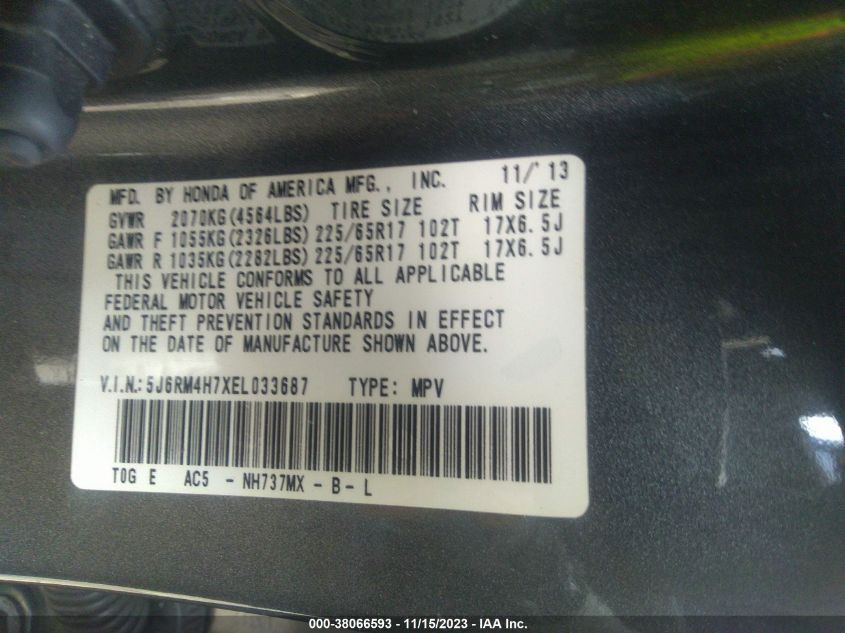 MFD. BY HONDA OF AMERICA MFG., INC. 11/'13
GVWR 2070KG(4564LBS) TIRE SIZE RIM SIZE
GAWR F 1055KG(2326LBS) 225/65R17 102T 17X6.5J
GAWR R 1035KG(2282LBS) 225/65R17 102T 17X6.5J
THIS VEHICLE CONFORMS TO ALL APPLICABLE
FEDERAL MOTOR VEHICLE SAFETY
AND THEFT PREVENTION STANDARDS IN EFFECT
ON THE DATE OF MANUFACTURE SHOWN ABOVE.
V.I.N.: 5J6RM4H7XEL033687 TYPE: MPV
T0G E AC5 - NH737MX - B - L
000-38066593 - 11/15/2023 - IAA Inc.